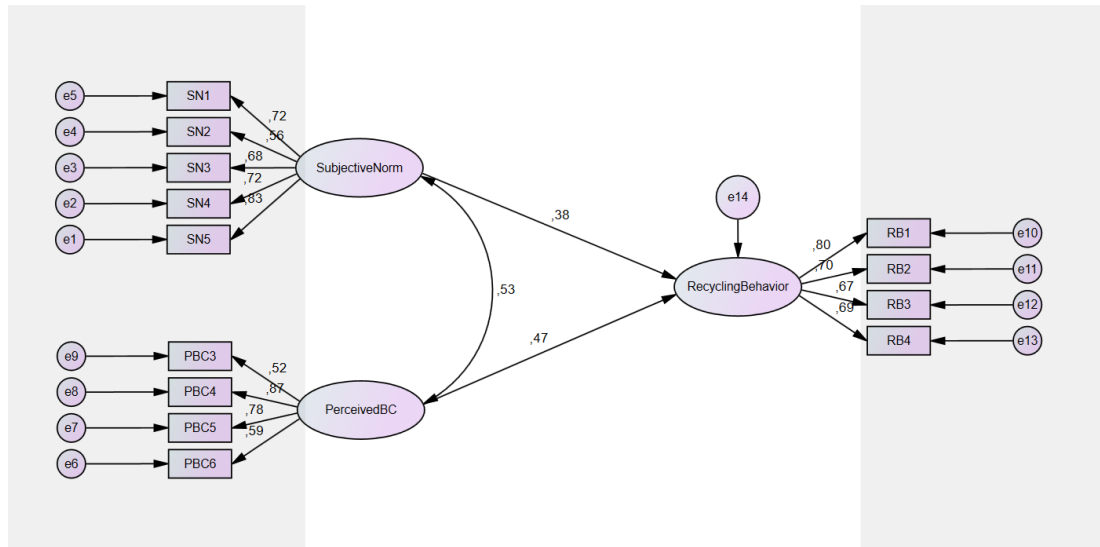 e5 SN1 ,72
e4 SN2 ,56
e3 SN3 ,68 SubjectiveNorm
e2 SN4 ,72
e1 SN5 ,83
e14
,38
,53
,47
RecyclingBehavior
,80 RB1 e10
,70 RB2 e11
,67 RB3 e12
,69 RB4 e13
e9 PBC3 ,52
e8 PBC4 ,87
PerceivedBC
e7 PBC5 ,78
e6 PBC6 ,59